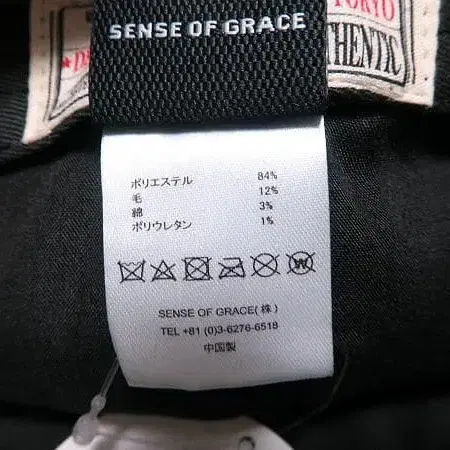 TOKYO
SENSE OF GRACE
ポリエステル 84%
毛 12%
綿 3%
ポリウレタン 1%
W
SENSE OF GRACE(株)
TEL +81 (0)3-6276-6518
中国製